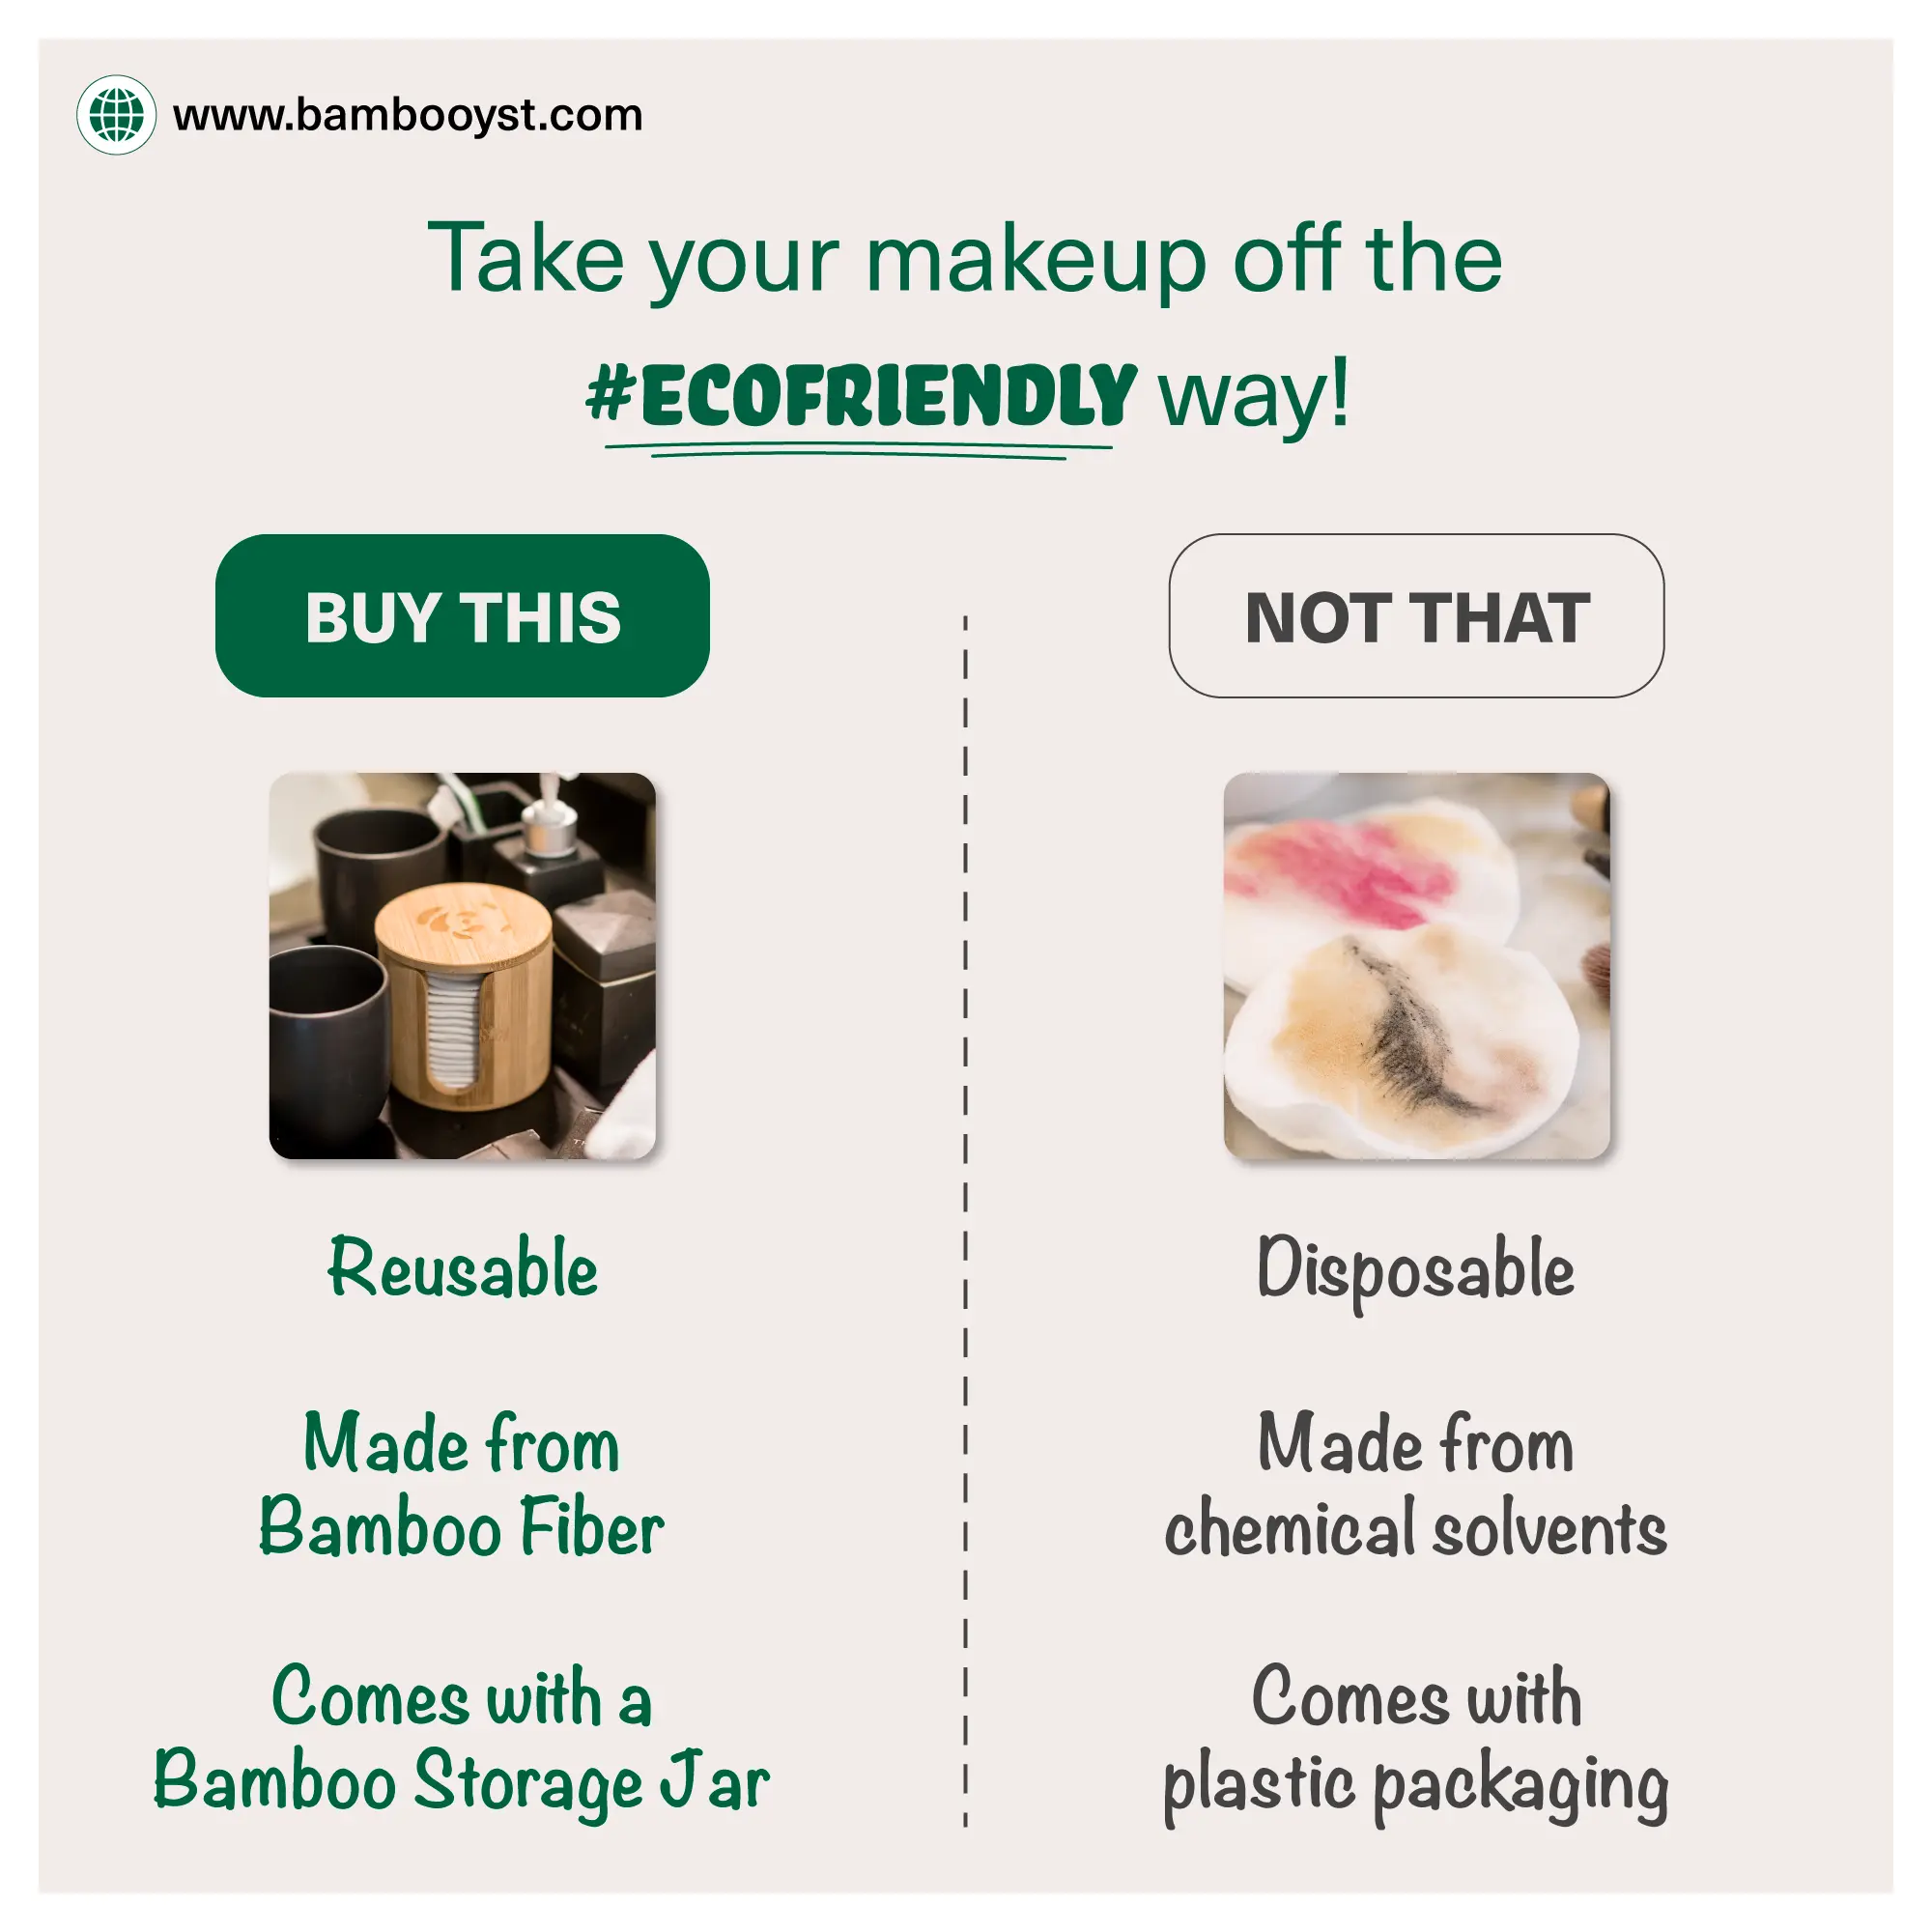 www.bambooyst.com
Take your makeup off the
#ECOFRIENDLY way!
BUY THIS
NOT THAT
Reusable
Made from
Bamboo Fiber
Comes with a
Bamboo Storage Jar
Disposable
Made from
chemical solvents
Comes with
plastic packaging